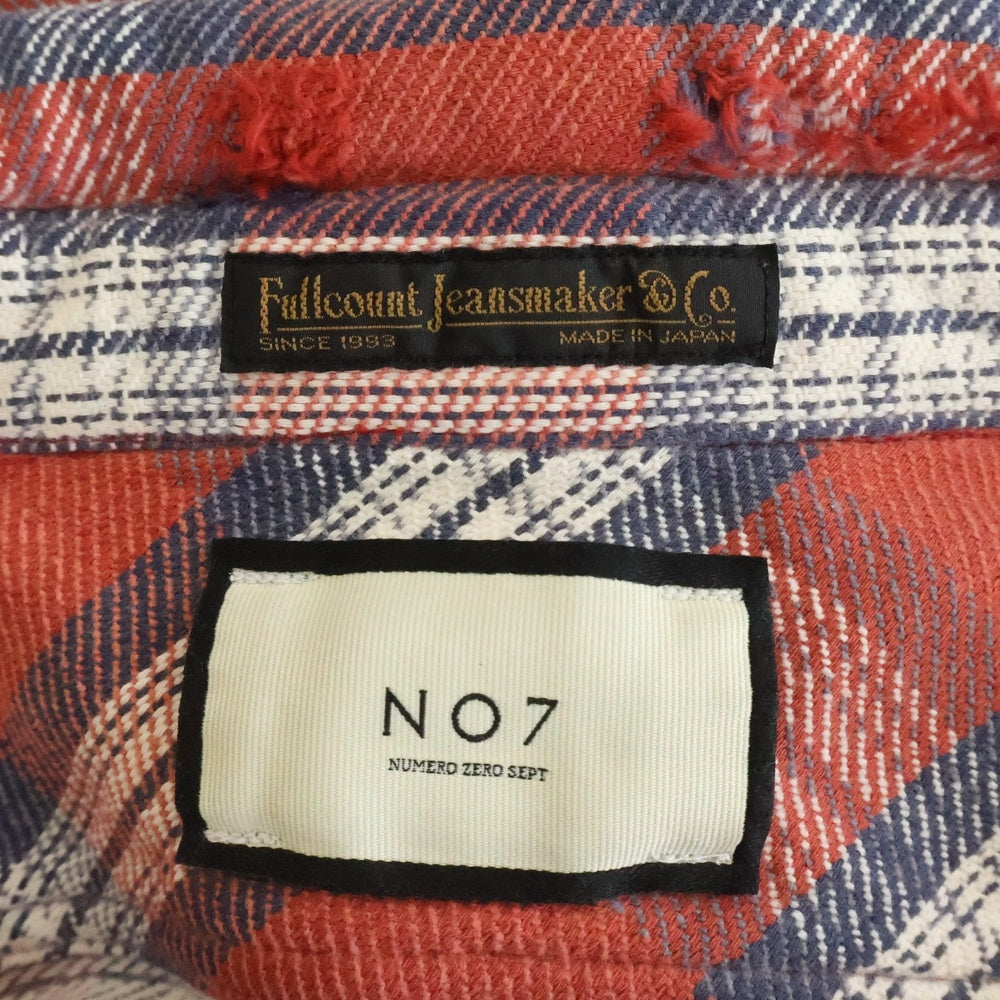 Fullcount Jeansmaker & Co.
SINCE 1993 MADE IN JAPAN
NO7
NUMERO ZERO SEPT